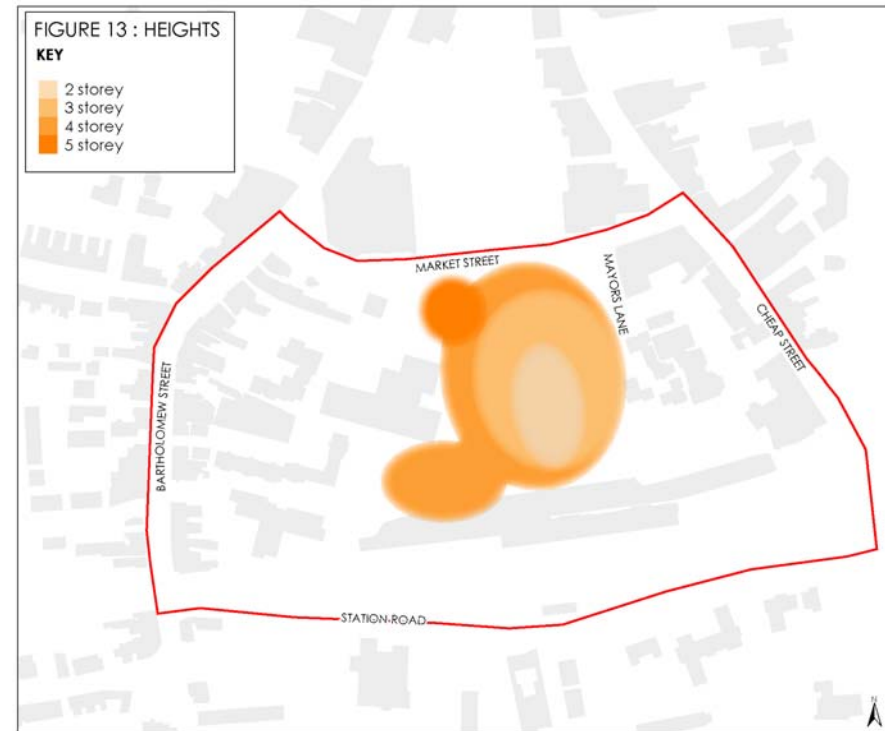 FIGURE 13 : HEIGHTS
KEY
2 storey
3 storey
4 storey
5 storey
MARKET STREET
MAYORS LANE
CHEAP STREET
BARTHOLOMEW STREET
STATION-ROAD
N